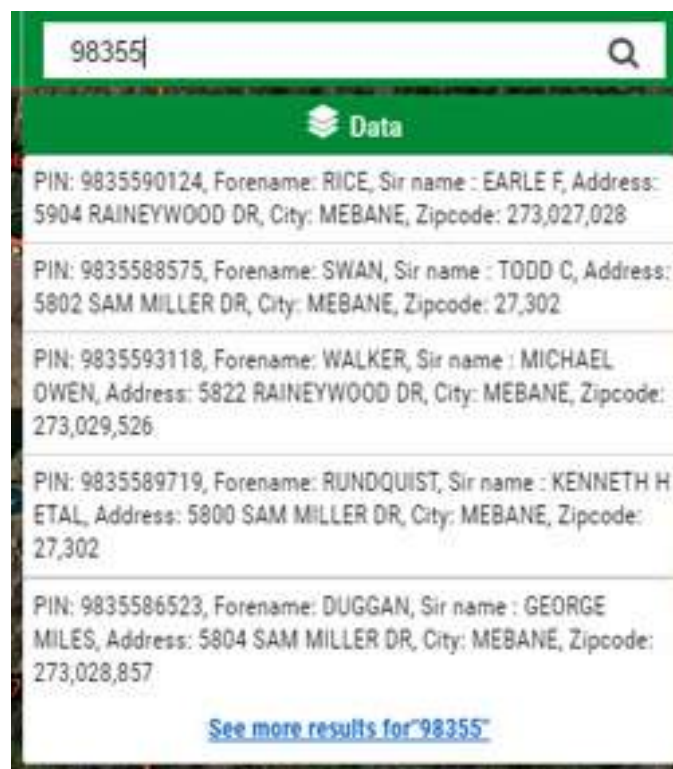 98355
Data
PIN: 9835590124, Forename: RICE, Sir name : EARLE F, Address:
5904 RAINEYWOOD DR, City: MEBANE, Zipcode: 273,027,028
PIN: 9835588575, Forename: SWAN, Sir name : TODD C, Address:
5802 SAM MILLER DR, City: MEBANE, Zipcode: 27,302
PIN: 9835593118, Forename: WALKER, Sir name : MICHAEL
OWEN, Address: 5822 RAINEYWOOD DR, City: MEBANE, Zipcode:
273,029,526
PIN: 9835589719, Forename: RUNDQUIST, Sir name : KENNETH H
ETAL, Address: 5800 SAM MILLER DR, City: MEBANE, Zipcode:
27,302
PIN: 9835586523, Forename: DUGGAN, Sir name : GEORGE
MILES, Address: 5804 SAM MILLER DR, City: MEBANE, Zipcode:
273,028,857
See more results for"98355"